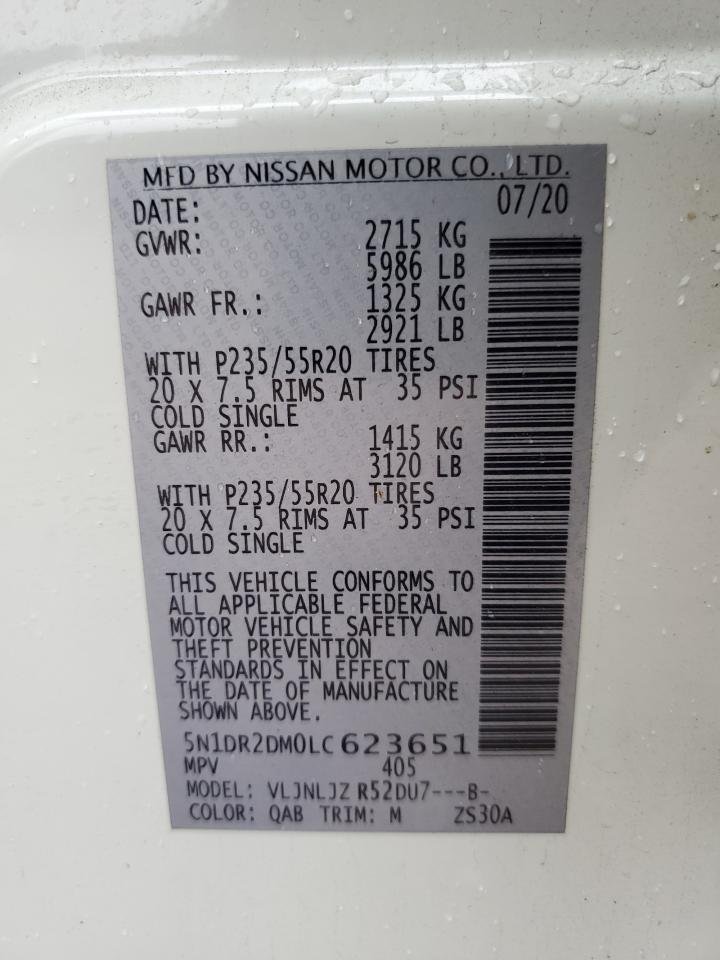 MFD BY NISSAN MOTOR CO., LTD.
DATE: 07/20
GVWR: 2715 KG
5986 LB
GAWR FR.: 1325 KG
2921 LB
WITH P235/55R20 TIRES
20 X 7.5 RIMS AT 35 PSI
COLD SINGLE
GAWR RR.: 1415 KG
3120 LB
WITH P235/55R20 TIRES
20 X 7.5 RIMS AT 35 PSI
COLD SINGLE
THIS VEHICLE CONFORMS TO
ALL APPLICABLE FEDERAL
MOTOR VEHICLE SAFETY AND
THEFT PREVENTION
STANDARDS IN EFFECT ON
THE DATE OF MANUFACTURE
SHOWN ABOVE.
5N1DR2DM0LC623651
MPV 405
MODEL: VLJNLJZ R52DU7---B-
COLOR: QAB TRIM: M ZS30A